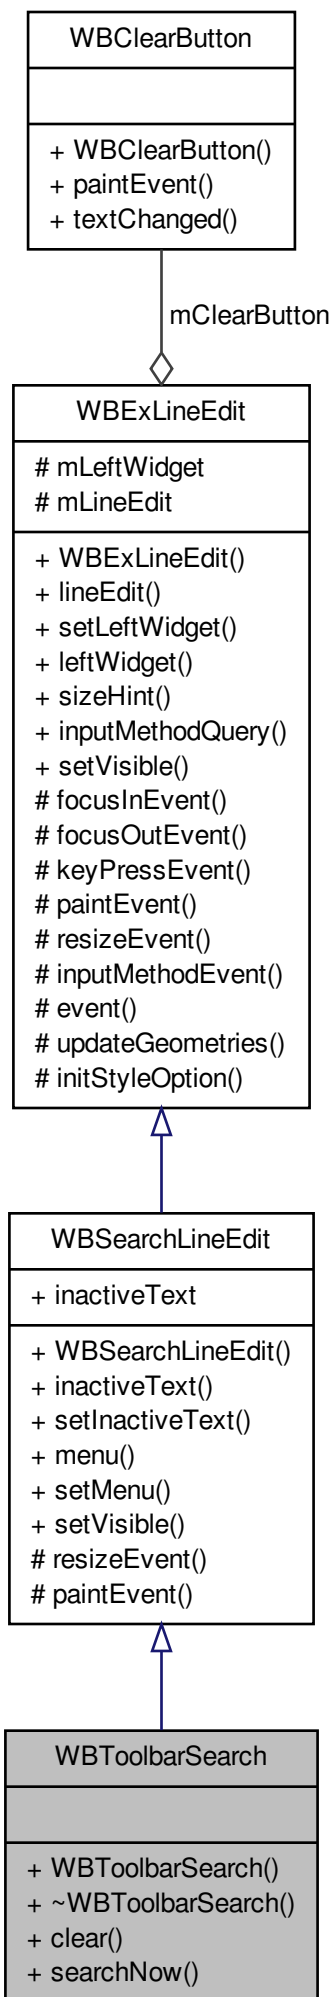 WBClearButton
+ WBClearButton()
+ paintEvent()
+ textChanged()
mClearButton
WBExLineEdit
# mLeftWidget
# mLineEdit
+ WBExLineEdit()
+ lineEdit()
+ setLeftWidget()
+ leftWidget()
+ sizeHint()
+ inputMethodQuery()
+ setVisible()
# focusInEvent()
# focusOutEvent()
# keyPressEvent()
# paintEvent()
# resizeEvent()
# inputMethodEvent()
# event()
# updateGeometries()
# initStyleOption()
WBSearchLineEdit
+ inactiveText
+ WBSearchLineEdit()
+ inactiveText()
+ setInactiveText()
+ menu()
+ setMenu()
+ setVisible()
# resizeEvent()
# paintEvent()
WBToolbarSearch
+ WBToolbarSearch()
+ ~WBToolbarSearch()
+ clear()
+ searchNow()